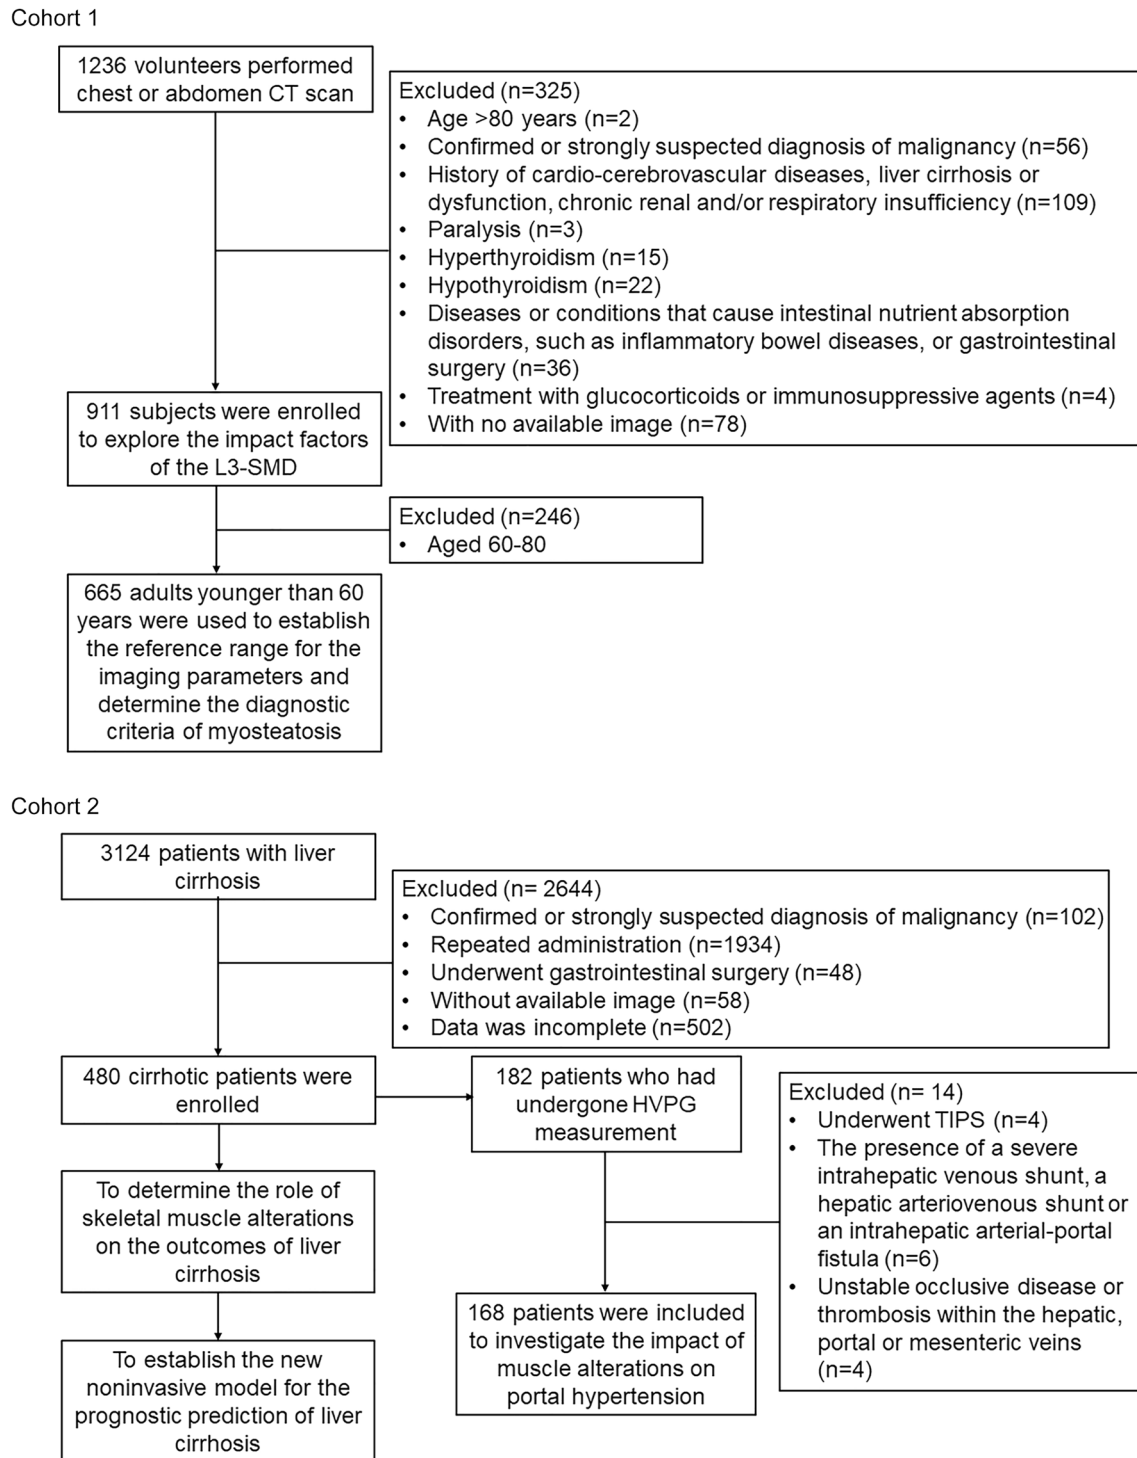 Cohort 1
1236 volunteers performed
chest or abdomen CT scan
Excluded (n=325)
• Age >80 years (n=2)
• Confirmed or strongly suspected diagnosis of malignancy (n=56)
• History of cardio-cerebrovascular diseases, liver cirrhosis or
dysfunction, chronic renal and/or respiratory insufficiency (n=109)
• Paralysis (n=3)
• Hyperthyroidism (n=15)
• Hypothyroidism (n=22)
• Diseases or conditions that cause intestinal nutrient absorption
disorders, such as inflammatory bowel diseases, or gastrointestinal
surgery (n=36)
• Treatment with glucocorticoids or immunosuppressive agents (n=4)
• With no available image (n=78)
911 subjects were enrolled
to explore the impact factors
of the L3-SMD
Excluded (n=246)
• Aged 60-80
665 adults younger than 60
years were used to establish
the reference range for the
imaging parameters and
determine the diagnostic
criteria of myosteatosis
Cohort 2
3124 patients with liver
cirrhosis
Excluded (n= 2644)
• Confirmed or strongly suspected diagnosis of malignancy (n=102)
• Repeated administration (n=1934)
• Underwent gastrointestinal surgery (n=48)
• Without available image (n=58)
• Data was incomplete (n=502)
480 cirrhotic patients were
enrolled
182 patients who had
undergone HVPG
measurement
Excluded (n= 14)
• Underwent TIPS (n=4)
• The presence of a severe
intrahepatic venous shunt, a
hepatic arteriovenous shunt or
an intrahepatic arterial-portal
fistula (n=6)
• Unstable occlusive disease or
thrombosis within the hepatic,
portal or mesenteric veins
(n=4)
To determine the role of
skeletal muscle alterations
on the outcomes of liver
cirrhosis
168 patients were included
to investigate the impact of
muscle alterations on
portal hypertension
To establish the new
noninvasive model for the
prognostic prediction of liver
cirrhosis